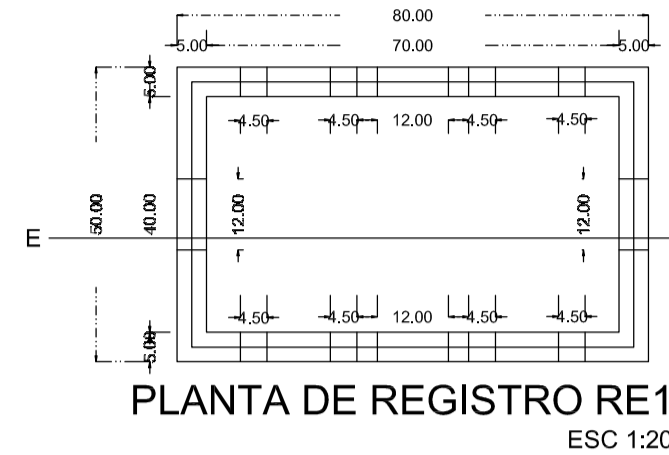 80.00
5.00 70.00 5.00
5.00
4.50 4.50 12.00 4.50 4.50
50.00 40.00 12.00 12.00
E
4.50 4.50 12.00 4.50 4.50
5.00
PLANTA DE REGISTRO RE1
ESC 1:20